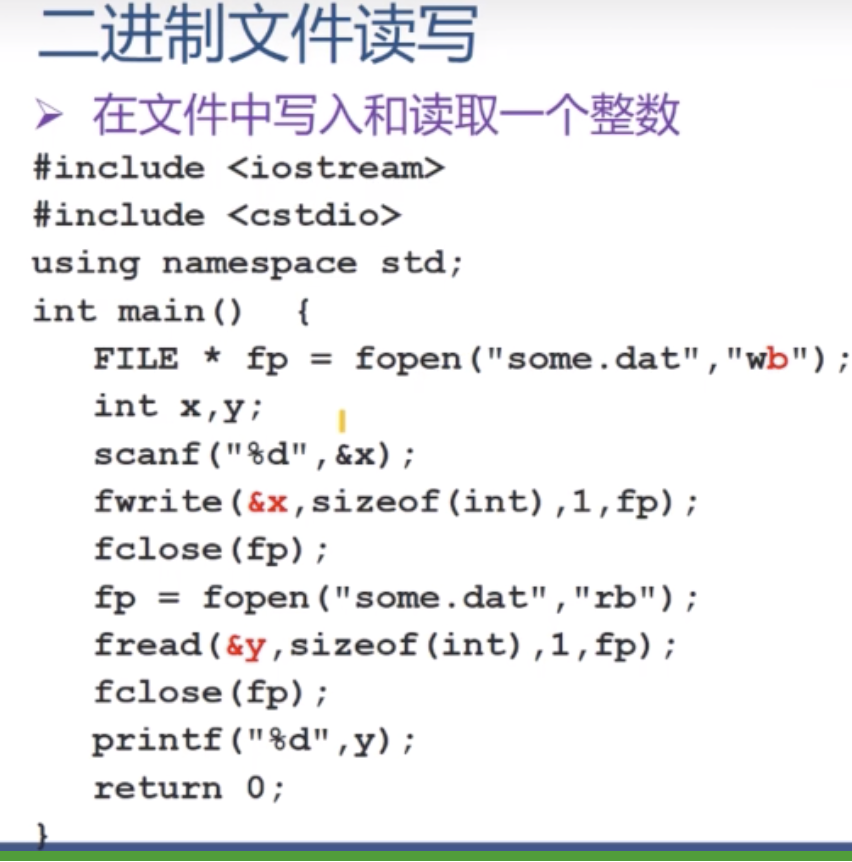 二进制文件读写
➢ 在文件中写入和读取一个整数
#include <iostream>
#include <cstdio>
using namespace std;
int main()  {
   FILE * fp = fopen("some.dat","wb");
   int x,y;
   scanf("%d",&x);
   fwrite(&x,sizeof(int),1,fp);
   fclose(fp);
   fp = fopen("some.dat","rb");
   fread(&y,sizeof(int),1,fp);
   fclose(fp);
   printf("%d",y);
   return 0;
}